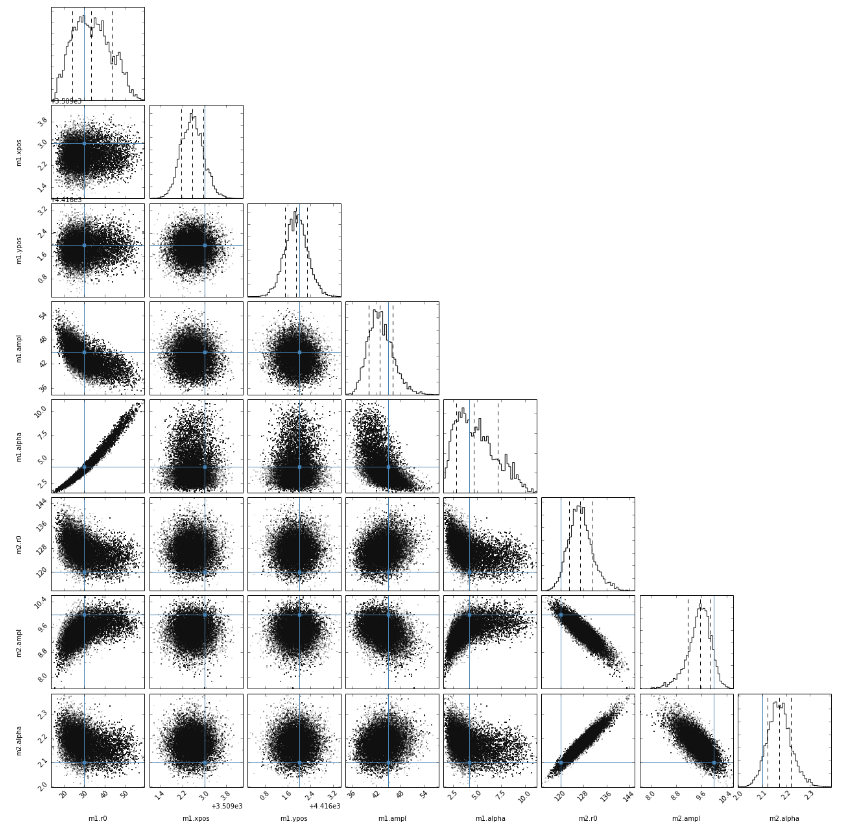 +3.509e3
3.8
3.0
2.2
1.4
m1.xpos
+4.416e3
3.2
2.4
1.6
0.8
m1.ypos
54
48
42
36
m1.ampl
10.0
7.5
5.0
2.5
m1.alpha
144
136
128
120
m2.r0
10.4
9.6
8.8
8.0
m2.ampl
2.3
2.2
2.1
2.0
m2.alpha
20 30 40 50 1.4 2.2 3.0 3.8 0.8 1.6 2.4 3.2 36 42 48 54 2.5 5.0 7.5 10.0 120 128 136 144 8.0 8.8 9.6 10.4 2.0 2.1 2.2 2.3
+3.509e3 +4.416e3
m1.r0 m1.xpos m1.ypos m1.ampl m1.alpha m2.r0 m2.ampl m2.alpha